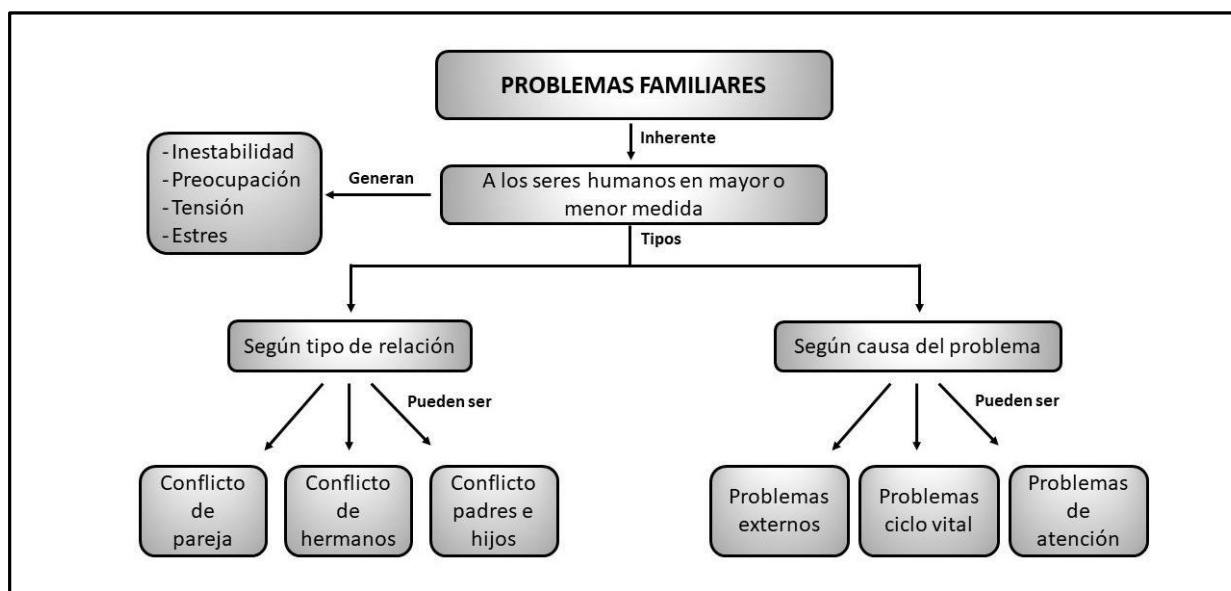 PROBLEMAS FAMILIARES
Inherente
- Inestabilidad
- Preocupación
- Tensión
- Estres
Generan
A los seres humanos en mayor o
menor medida
Tipos
Según tipo de relación
Según causa del problema
Pueden ser
Pueden ser
Conflicto
de
pareja
Conflicto
de
hermanos
Conflicto
padres e
hijos
Problemas
externos
Problemas
ciclo vital
Problemas
de
atención